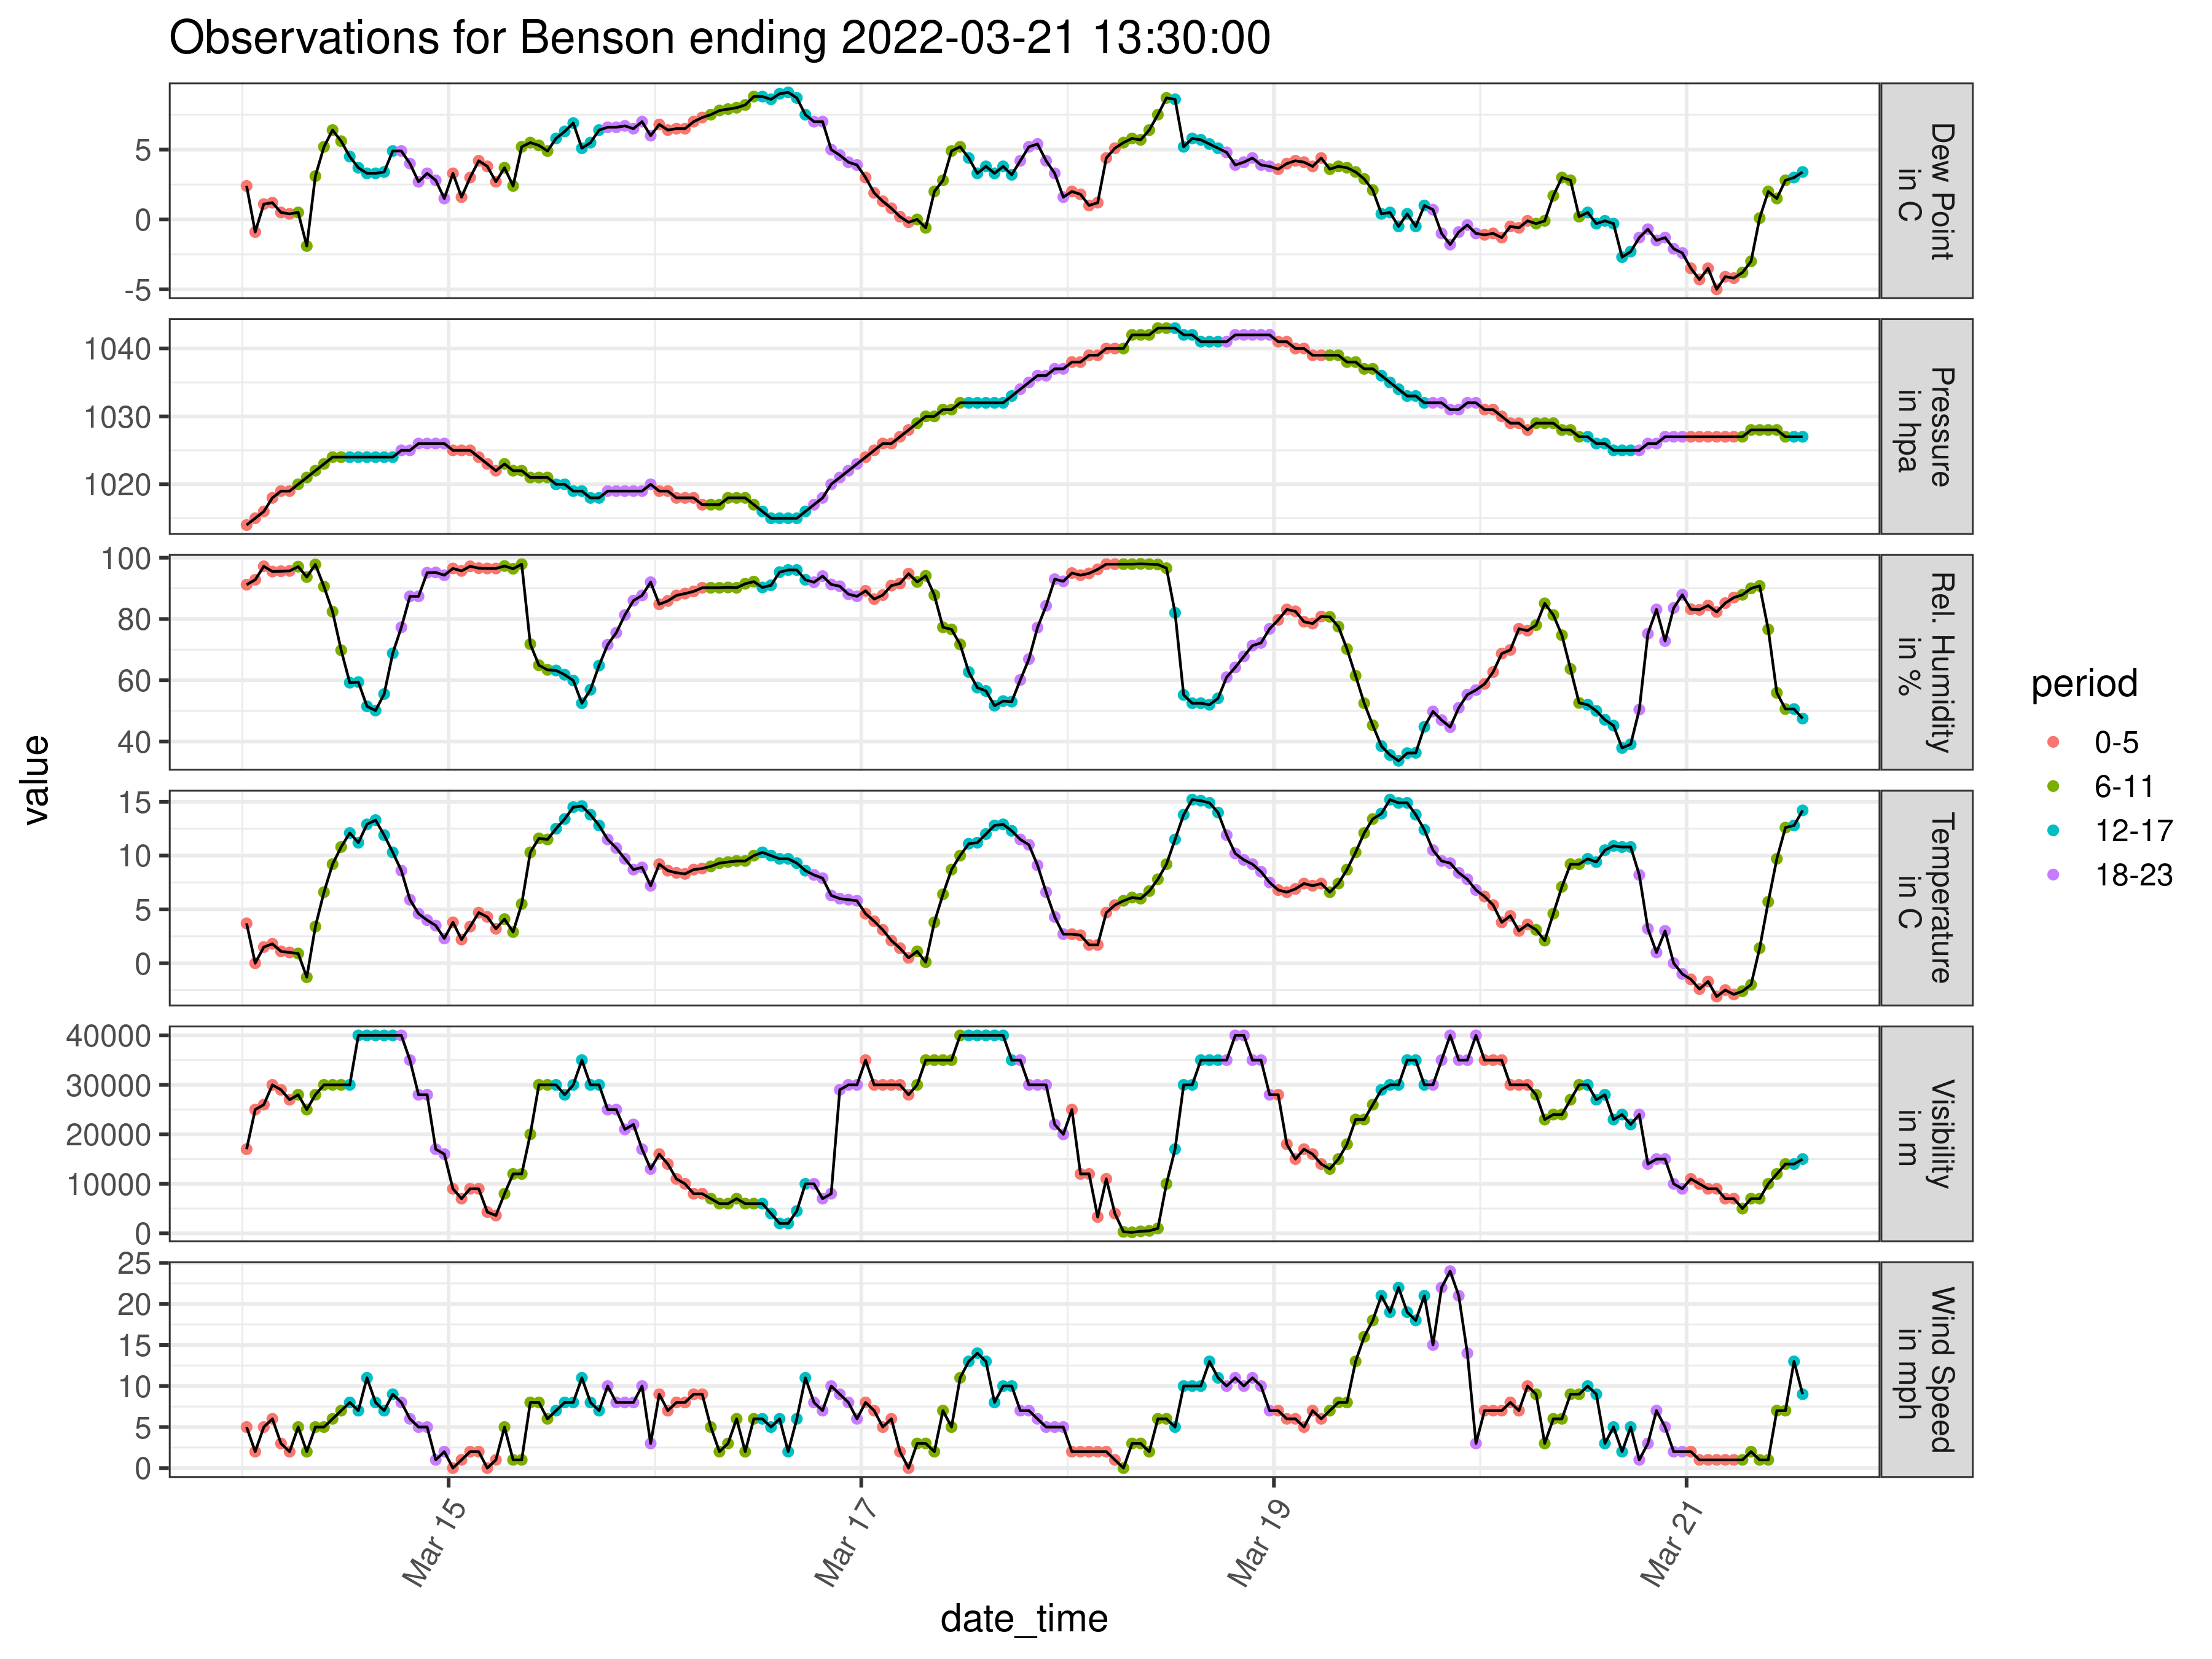 Observations for Benson ending 2022-03-21 13:30:00
value
5
0
-5
Dew Point
in C
1040
1030
1020
Pressure
in hpa
100
80
60
40
Rel. Humidity
in %
15
10
5
0
Temperature
in C
40000
30000
20000
10000
0
Visibility
in m
25
20
15
10
5
0
Wind Speed
in mph
Mar 15
Mar 17
Mar 19
Mar 21
date_time
period
0-5
6-11
12-17
18-23